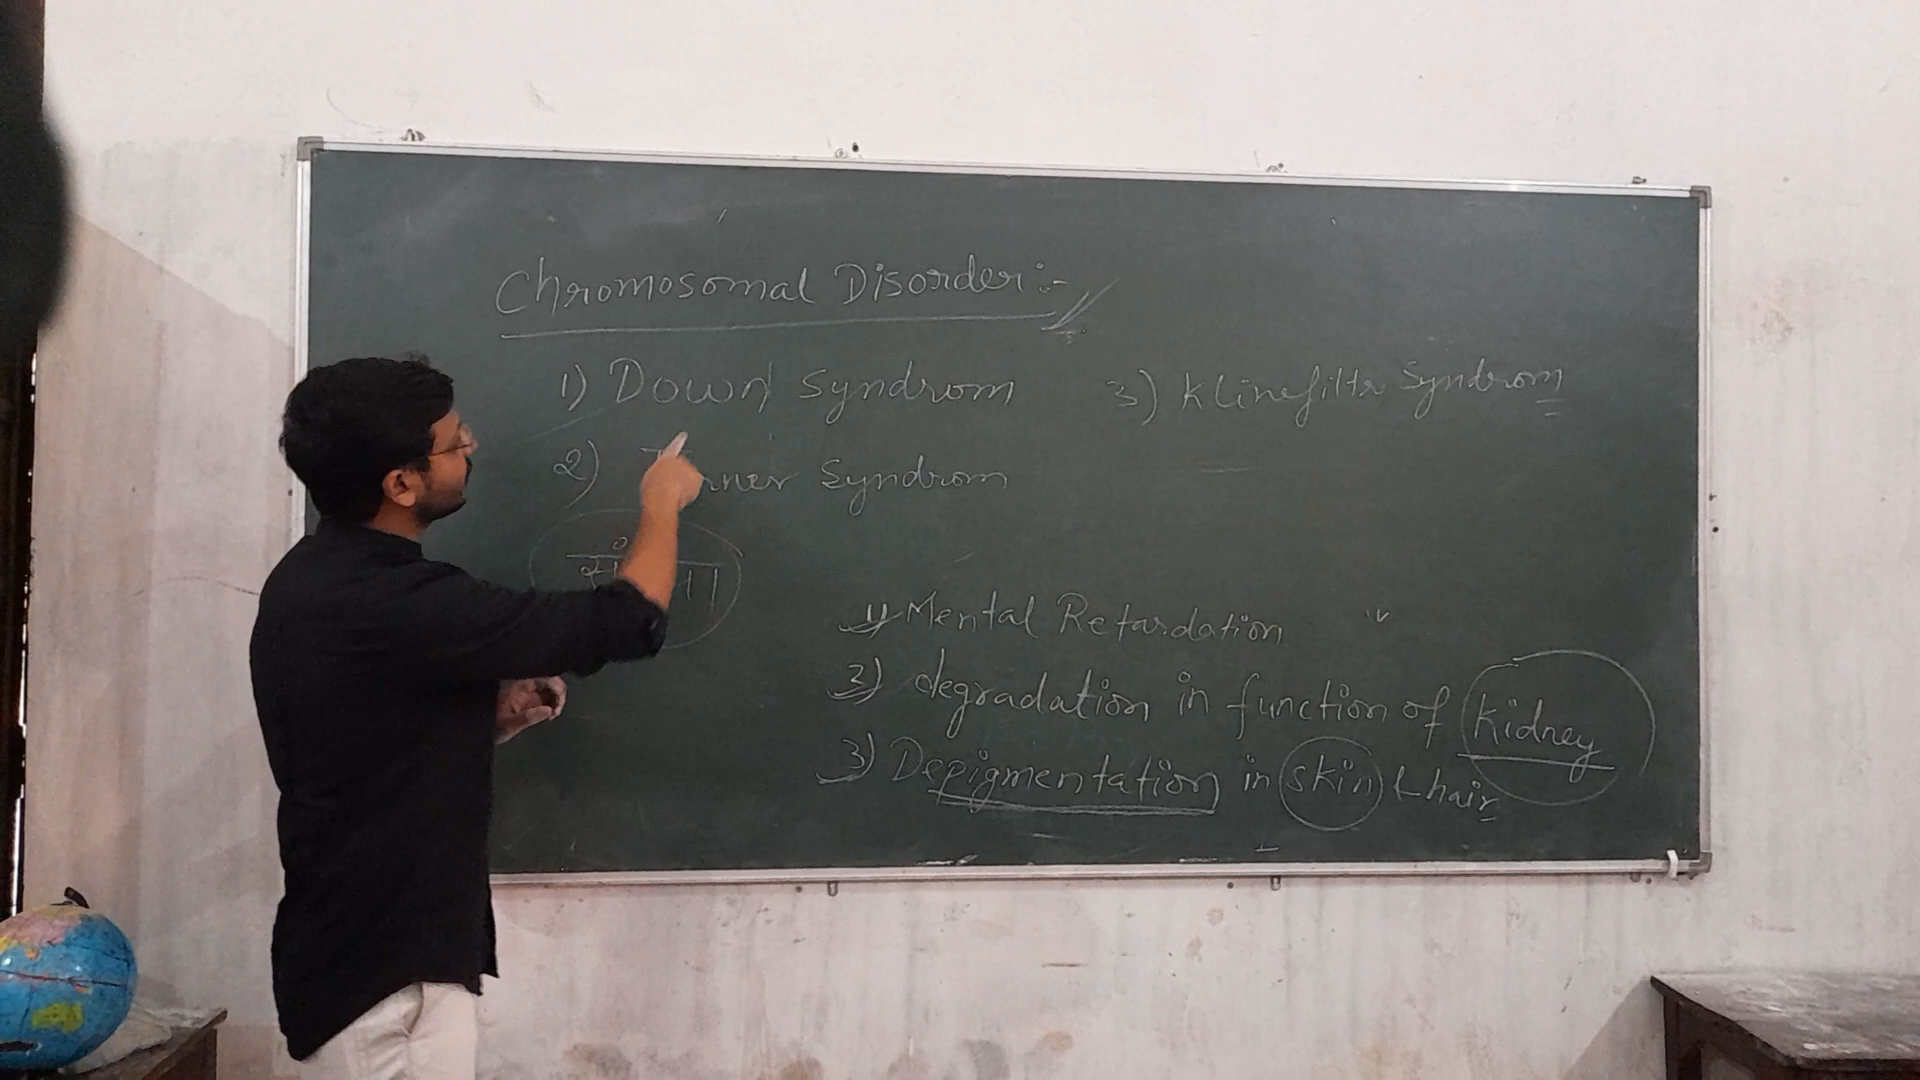 Chromosomal Disorder:-
1) Down Syndrom
3) Klinefiltr Syndrom
2) Syndrom
1) Mental Retardation
2) degradation in function of kidney
3) Depigmentation in skin & hair